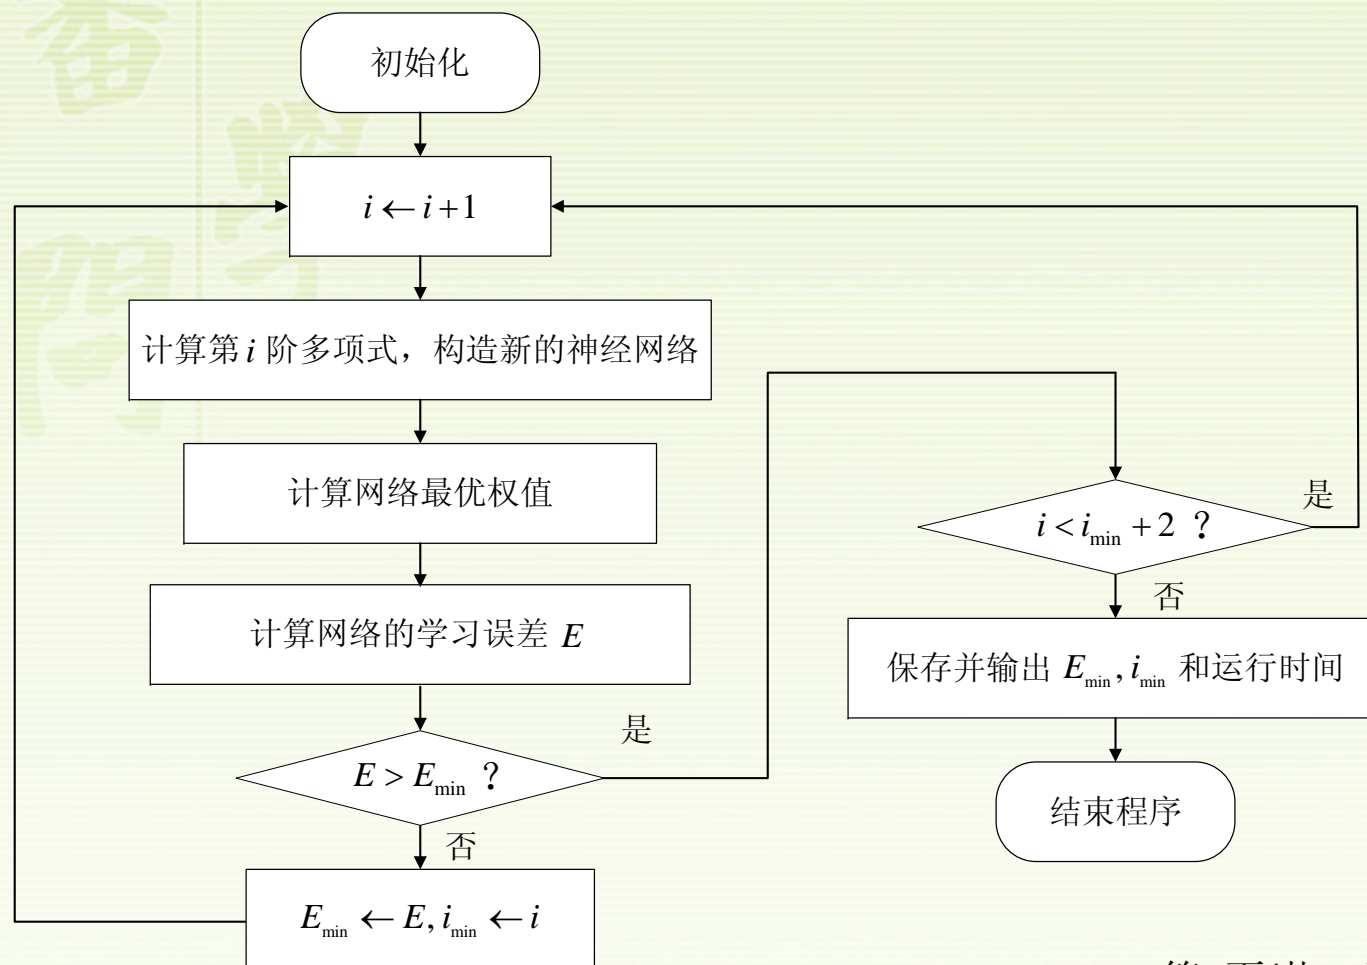 初始化
i ← i + 1
计算第 i 阶多项式，构造新的神经网络
计算网络最优权值
计算网络的学习误差 E
E > E_min ？
是
否
E_min ← E, i_min ← i
i < i_min + 2 ？
是
否
保存并输出 E_min, i_min 和运行时间
结束程序